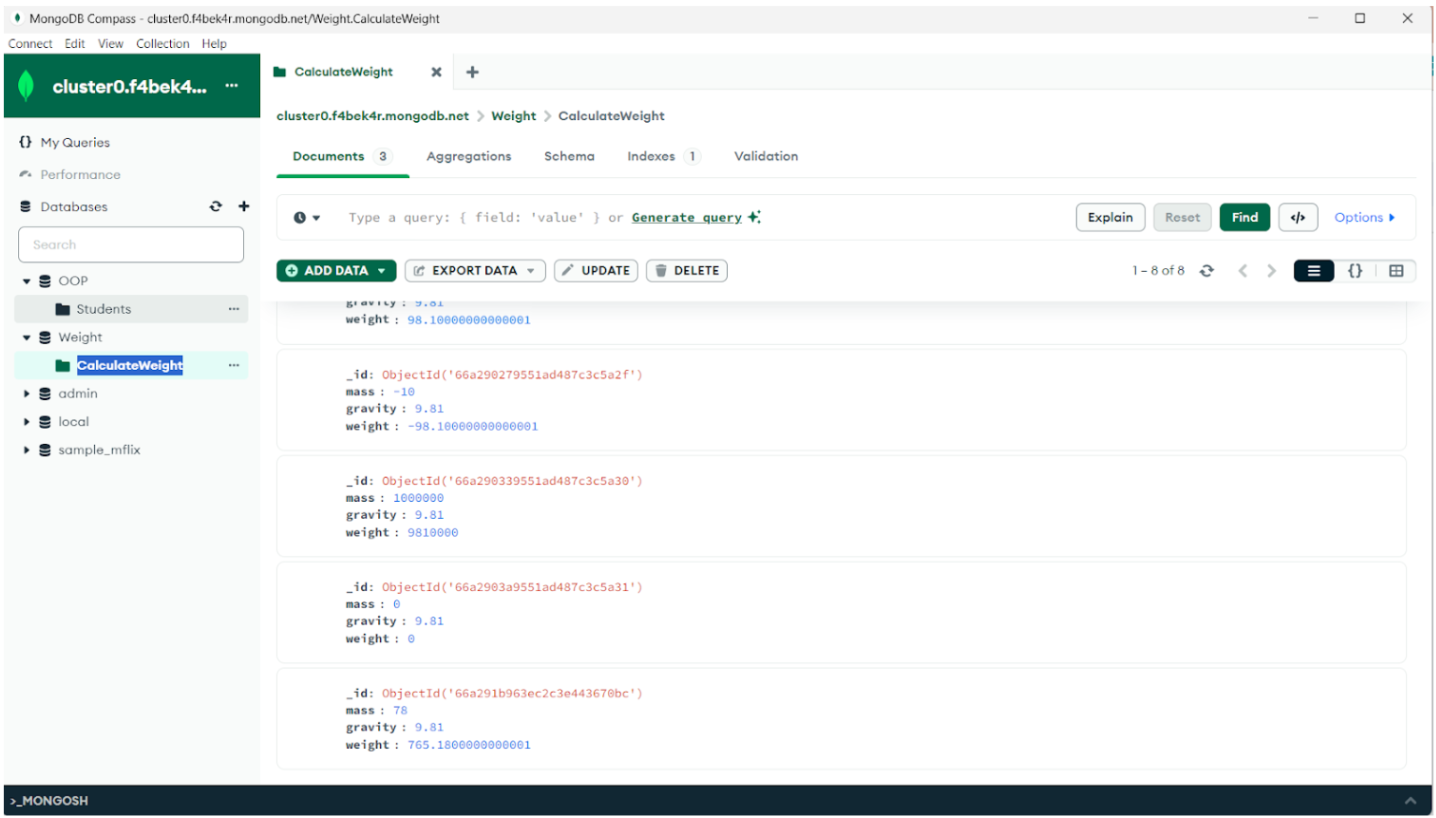 MongoDB Compass - cluster0.f4bek4r.mongodb.net/Weight.CalculateWeight
Connect Edit View Collection Help
cluster0.f4bek4... ...
{} My Queries
Performance
Databases
Search
OOP
Students ...
Weight
CalculateWeight ...
admin
local
sample_mflix
CalculateWeight
cluster0.f4bek4r.mongodb.net > Weight > CalculateWeight
Documents 3 Aggregations Schema Indexes 1 Validation
Type a query: { field: 'value' } or Generate query
Explain Reset Find </> Options
ADD DATA EXPORT DATA UPDATE DELETE
1 – 8 of 8 {}
gravity : 9.81
weight : 98.10000000000001
_id: ObjectId('66a290279551ad487c3c5a2f')
mass : -10
gravity : 9.81
weight : -98.10000000000001
_id: ObjectId('66a290339551ad487c3c5a30')
mass : 1000000
gravity : 9.81
weight : 9810000
_id: ObjectId('66a2903a9551ad487c3c5a31')
mass : 0
gravity : 9.81
weight : 0
_id: ObjectId('66a291b963ec2c3e443670bc')
mass : 78
gravity : 9.81
weight : 765.1800000000001
>_MONGOSH